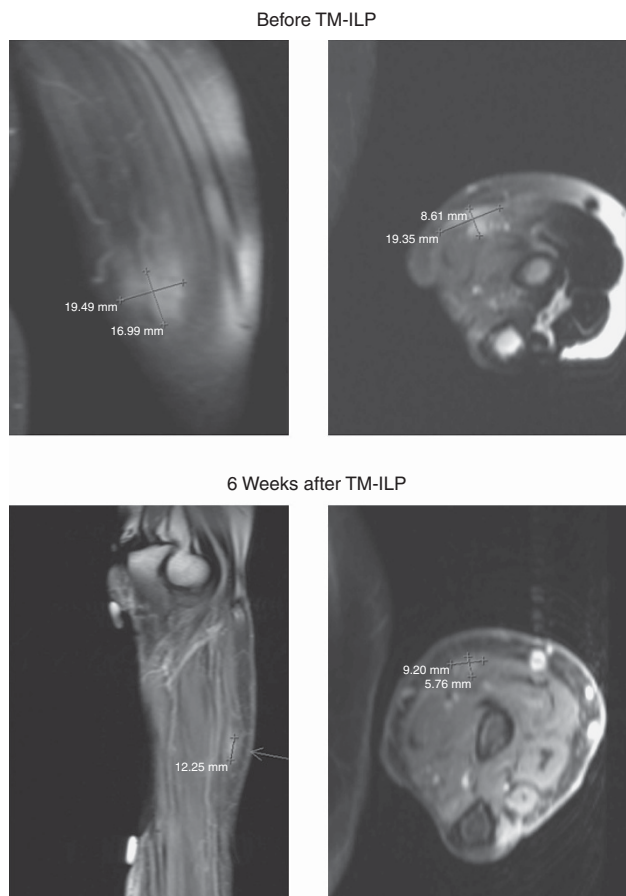 Before TM-ILP
8.61 mm
19.35 mm
19.49 mm
16.99 mm
6 Weeks after TM-ILP
9.20 mm
5.76 mm
12.25 mm